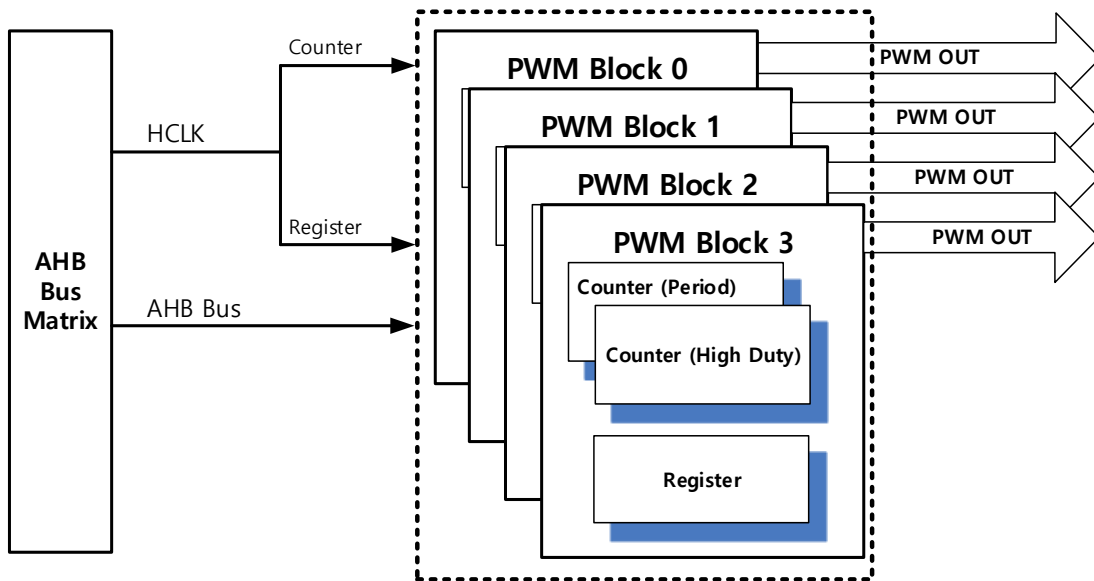 AHB
Bus
Matrix
HCLK
Counter
Register
AHB Bus
PWM Block 0
PWM Block 1
PWM Block 2
PWM Block 3
Counter (Period)
Counter (High Duty)
Register
PWM OUT
PWM OUT
PWM OUT
PWM OUT